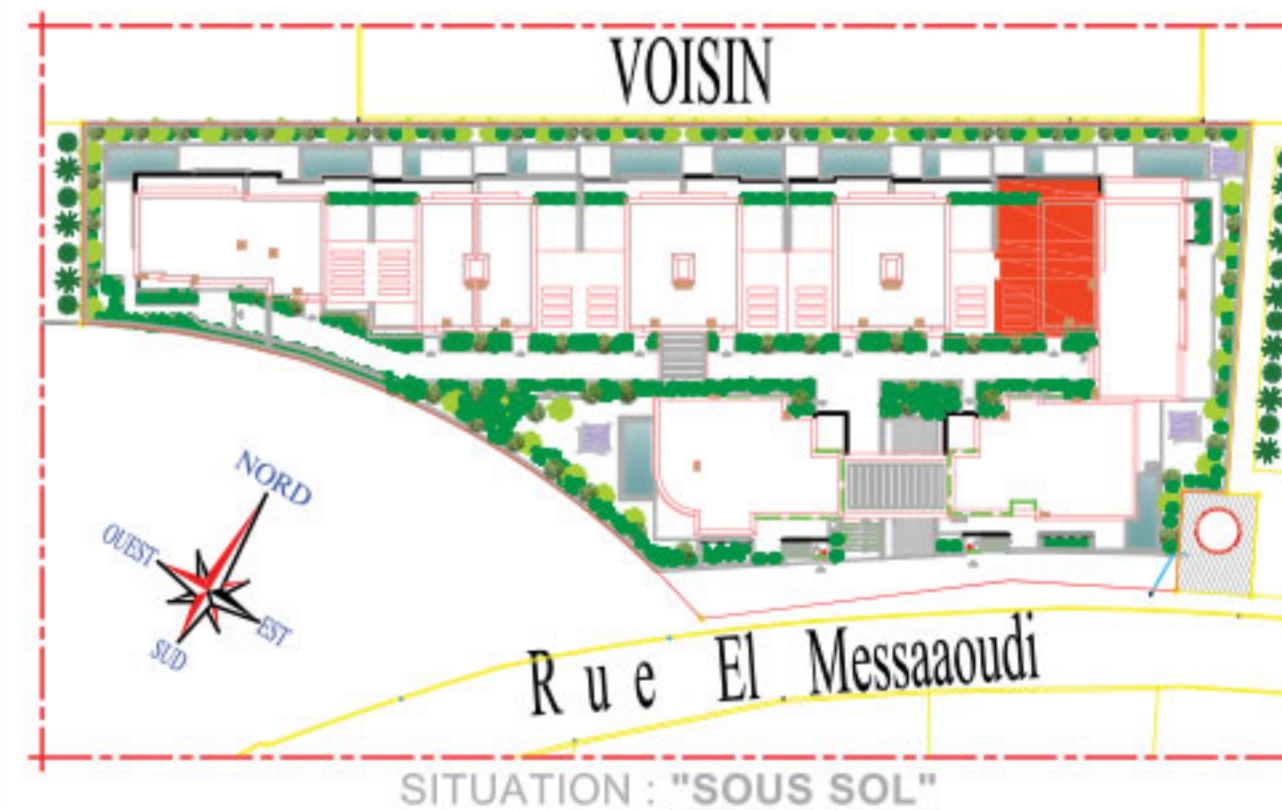 VOISIN
NORD
OUEST
EST
SUD
Rue El Messaaoudi
SITUATION : "SOUS SOL"